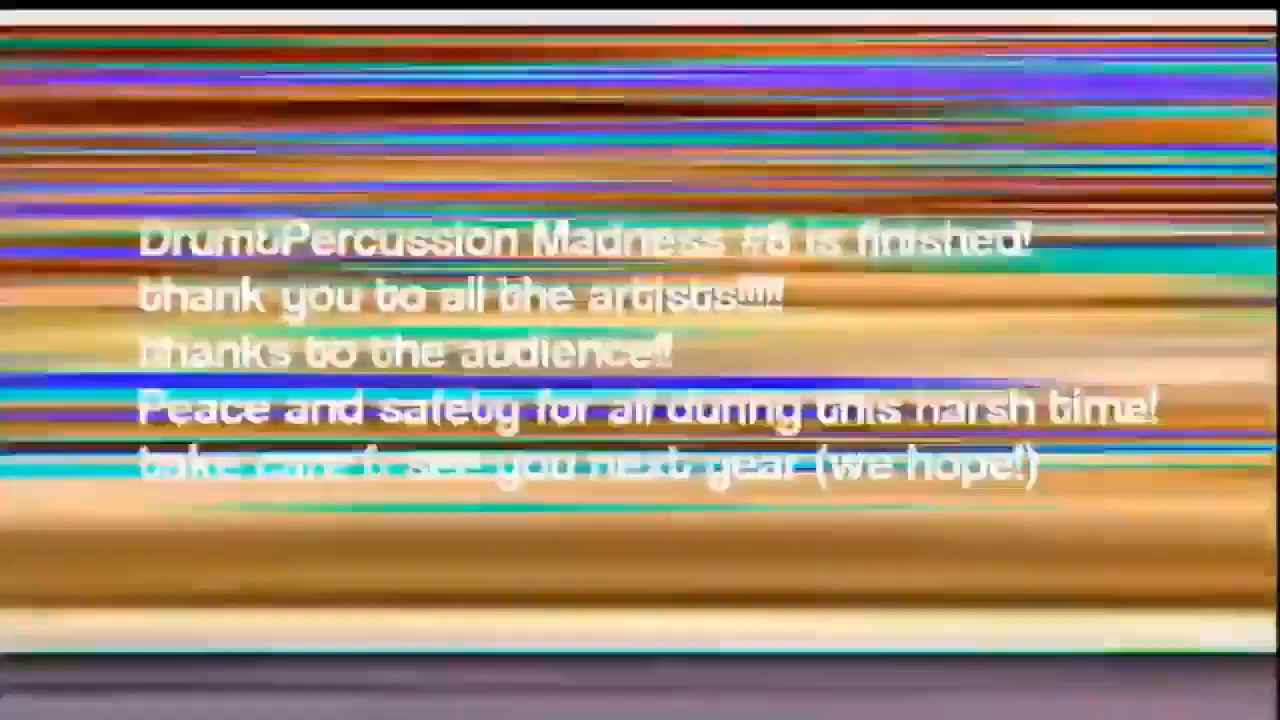 Drum&Percussion Madness #6 is finished!
thank you to all the artists!!!!!
thanks to the audience!!
Peace and safety for all during this harsh time!
take care & see you next year (we hope!)